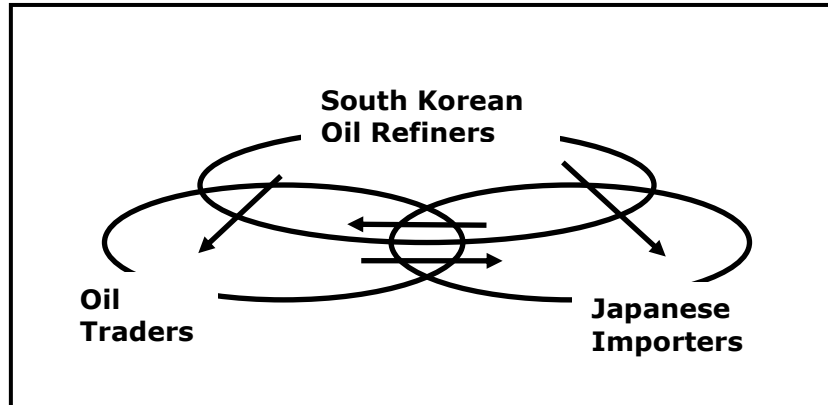 South Korean
Oil Refiners
Oil
Traders
Japanese
Importers